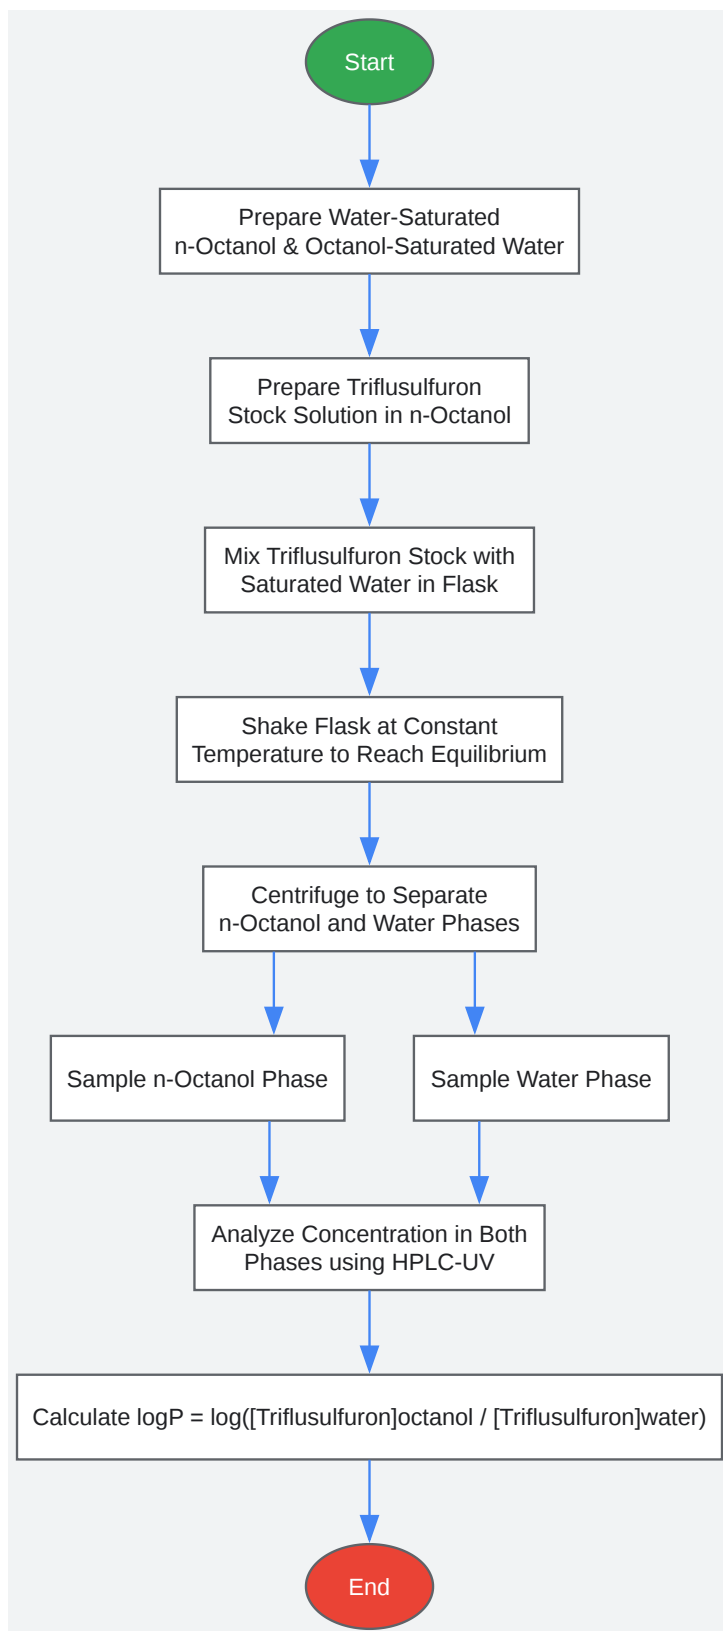 Start
Prepare Water-Saturated
n-Octanol & Octanol-Saturated Water
Prepare Triflusulfuron
Stock Solution in n-Octanol
Mix Triflusulfuron Stock with
Saturated Water in Flask
Shake Flask at Constant
Temperature to Reach Equilibrium
Centrifuge to Separate
n-Octanol and Water Phases
Sample n-Octanol Phase
Sample Water Phase
Analyze Concentration in Both
Phases using HPLC-UV
Calculate logP = log([Triflusulfuron]octanol / [Triflusulfuron]water)
End